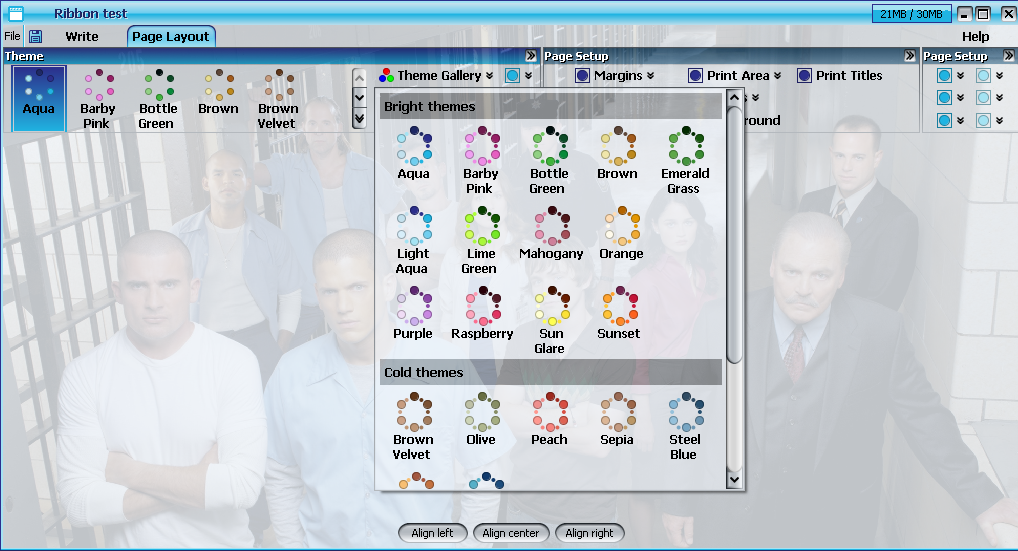 Ribbon test
21MB / 30MB
File
Write
Page Layout
Help
Theme
Page Setup
Page Setup
Aqua
Barby
Pink
Bottle
Green
Brown
Brown
Velvet
Theme Gallery
Margins
Print Area
Print Titles
Bright themes
Aqua
Barby
Pink
Bottle
Green
Brown
Emerald
Grass
Light
Aqua
Lime
Green
Mahogany
Orange
Purple
Raspberry
Sun
Glare
Sunset
Cold themes
Brown
Velvet
Olive
Peach
Sepia
Steel
Blue
Align left
Align center
Align right